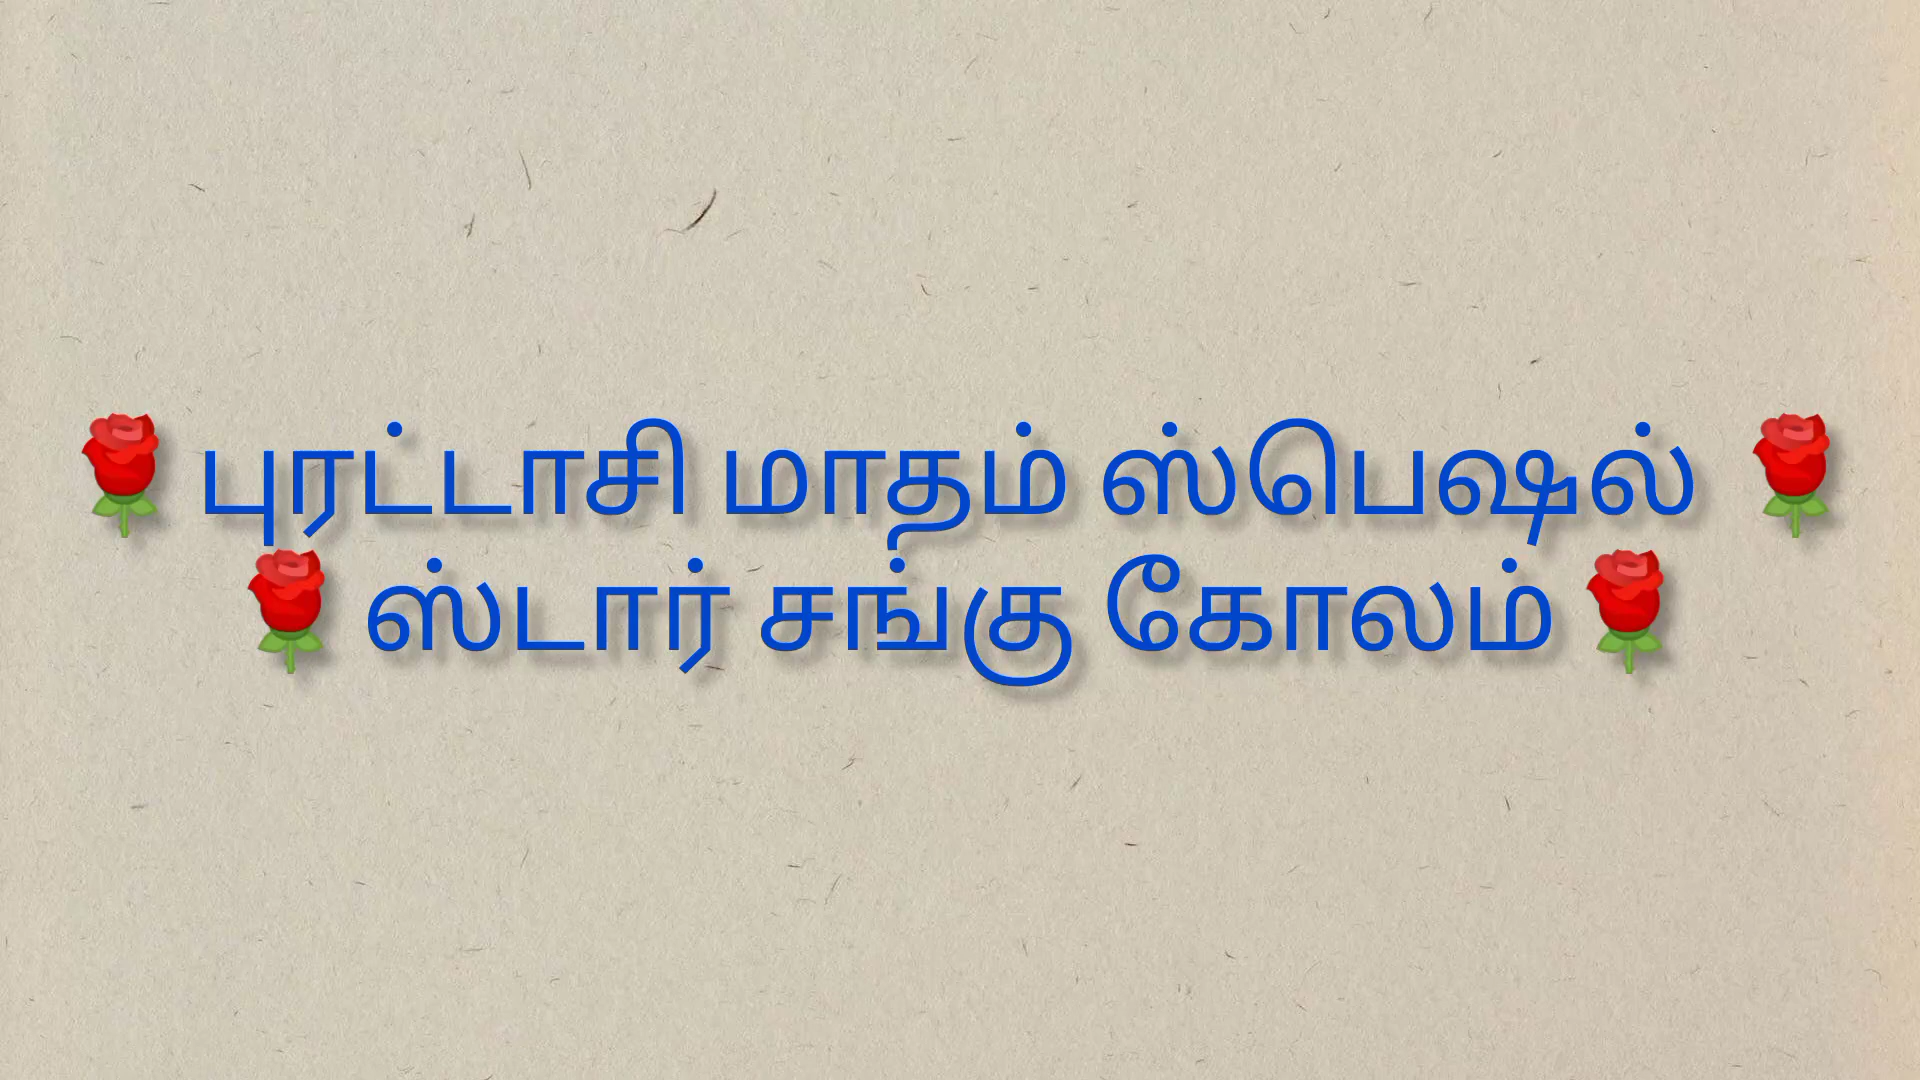 🌹புரட்டாசி மாதம் ஸ்பெஷல் 🌹
🌹ஸ்டார் சங்கு கோலம்🌹